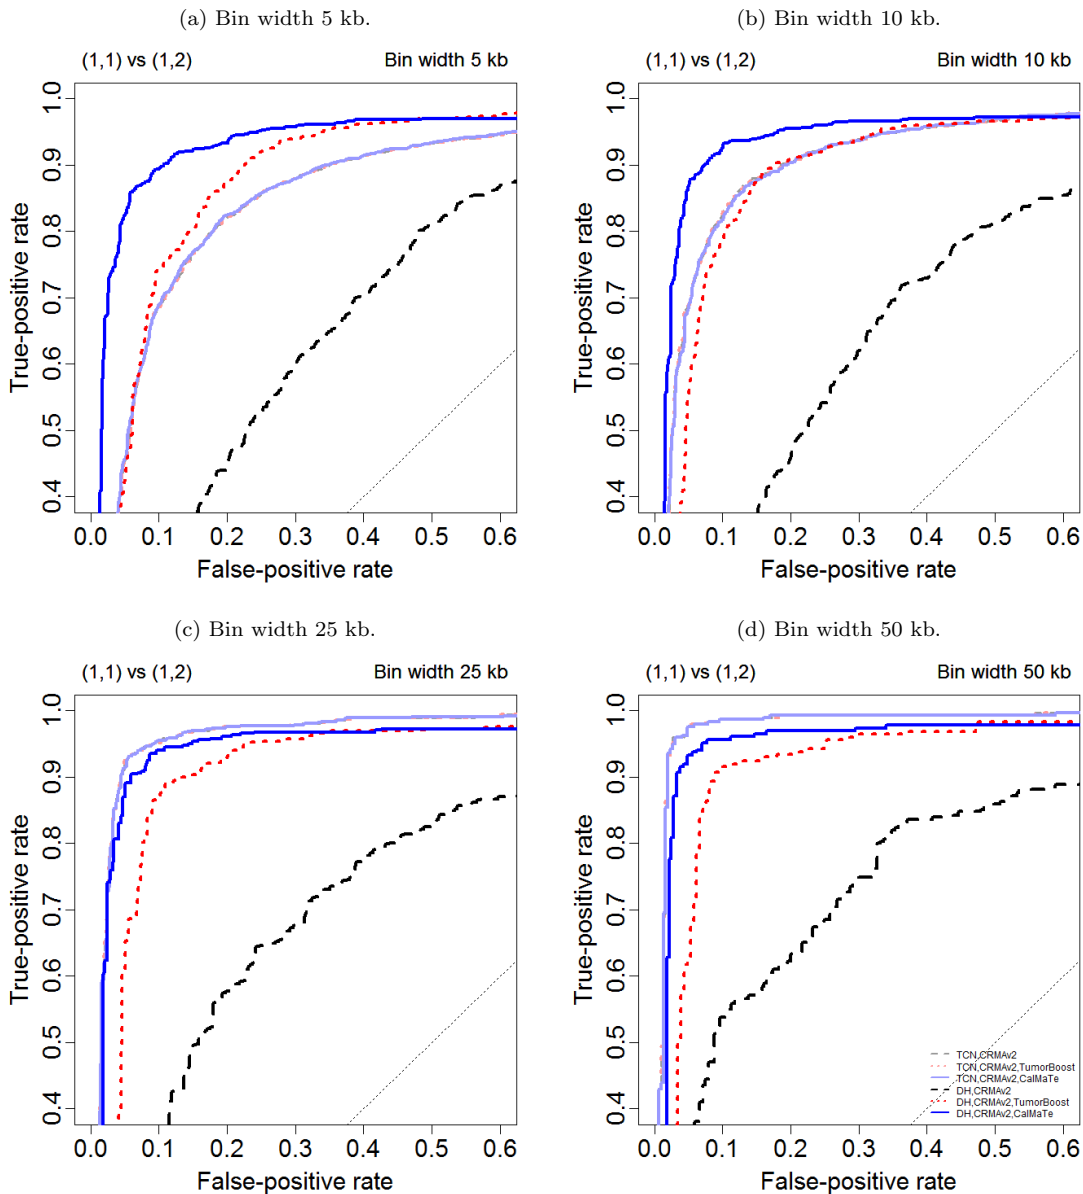 (a) Bin width 5 kb.
(1,1) vs (1,2) Bin width 5 kb
True-positive rate
1.0
0.9
0.8
0.7
0.6
0.5
0.4
0.0 0.1 0.2 0.3 0.4 0.5 0.6
False-positive rate
(b) Bin width 10 kb.
(1,1) vs (1,2) Bin width 10 kb
True-positive rate
1.0
0.9
0.8
0.7
0.6
0.5
0.4
0.0 0.1 0.2 0.3 0.4 0.5 0.6
False-positive rate
(c) Bin width 25 kb.
(1,1) vs (1,2) Bin width 25 kb
True-positive rate
1.0
0.9
0.8
0.7
0.6
0.5
0.4
0.0 0.1 0.2 0.3 0.4 0.5 0.6
False-positive rate
(d) Bin width 50 kb.
(1,1) vs (1,2) Bin width 50 kb
True-positive rate
1.0
0.9
0.8
0.7
0.6
0.5
0.4
TCN,CRMAv2
TCN,CRMAv2,TumorBoost
TCN,CRMAv2,CalMaTe
DH,CRMAv2
DH,CRMAv2,TumorBoost
DH,CRMAv2,CalMaTe
0.0 0.1 0.2 0.3 0.4 0.5 0.6
False-positive rate